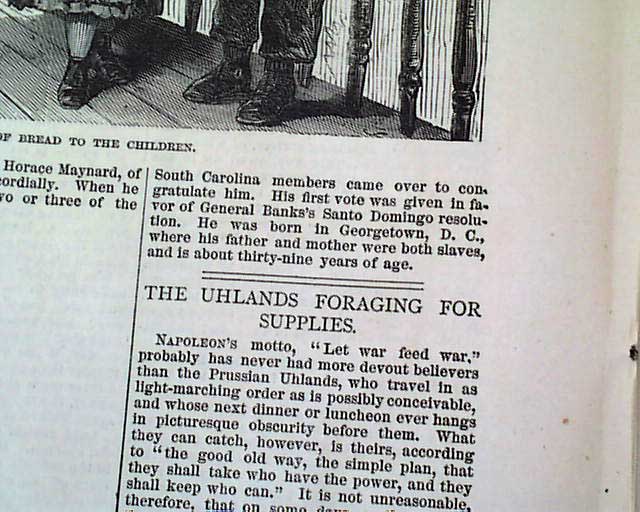 OF BREAD TO THE CHILDREN.
Horace Maynard, of
cordially. When he
two or three of the
South Carolina members came over to con-
gratulate him. His first vote was given in fa-
vor of General Banks's Santo Domingo resolu-
tion. He was born in Georgetown, D. C.,
where his father and mother were both slaves,
and is about thirty-nine years of age.
THE UHLANDS FORAGING FOR
SUPPLIES.
NAPOLEON'S motto, "Let war feed war,"
probably has never had more devout believers
than the Prussian Uhlands, who travel in as
light-marching order as is possibly conceivable,
and whose next dinner or luncheon ever hangs
in picturesque obscurity before them. What
they can catch, however, is theirs, according
to "the good old way, the simple plan, that
they shall take who have the power, and they
shall keep who can." It is not unreasonable,
therefore, that on some